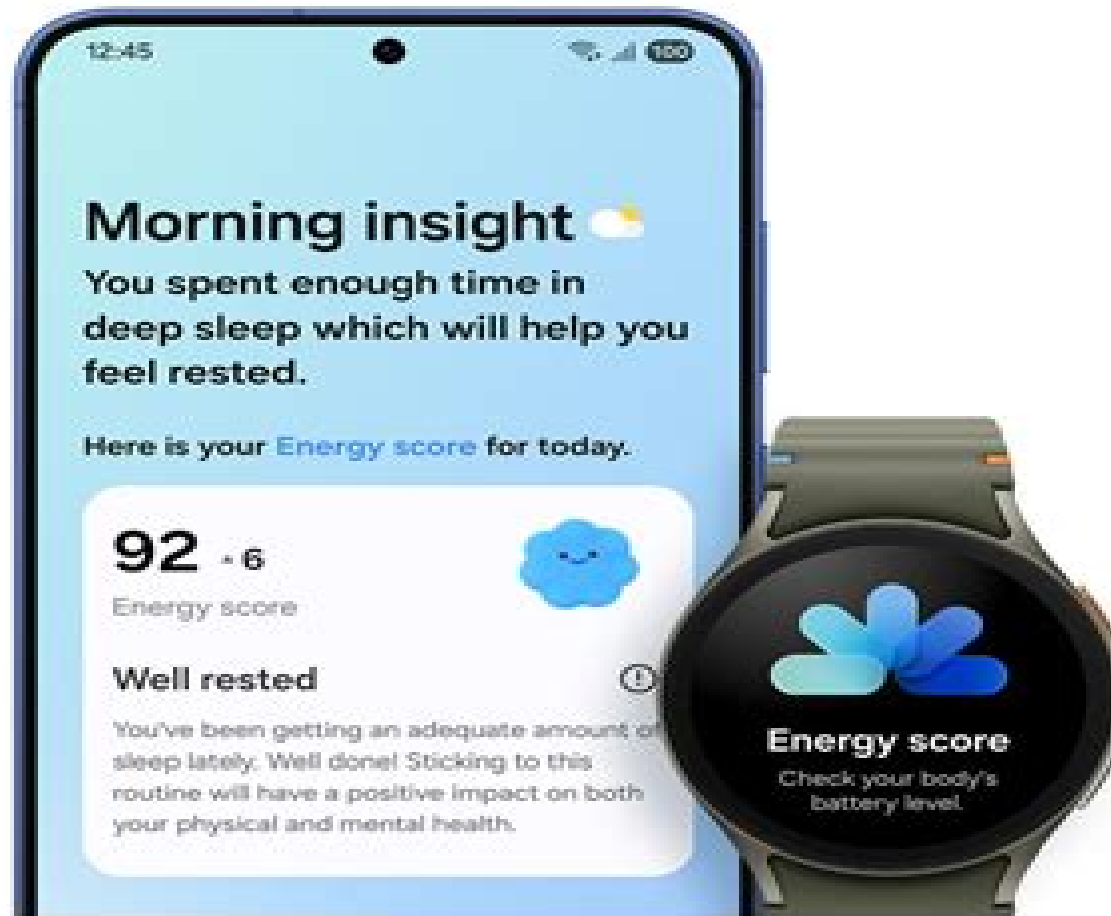 12:45
100
Morning insight
You spent enough time in
deep sleep which will help you
feel rested.
Here is your Energy score for today.
92 • 6
Energy score
Well rested
You've been getting an adequate amount of
sleep lately. Well done! Sticking to this
routine will have a positive impact on both
your physical and mental health.
Energy score
Check your body's
battery level.